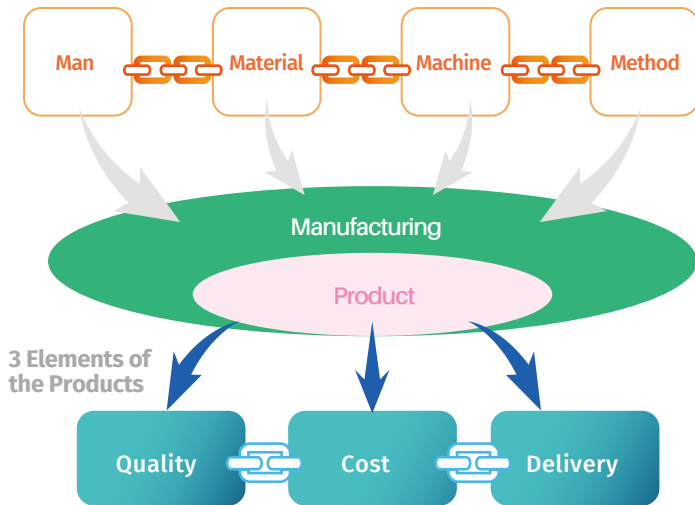 Man
Material
Machine
Method
Manufacturing
Product
3 Elements of
the Products
Quality
Cost
Delivery